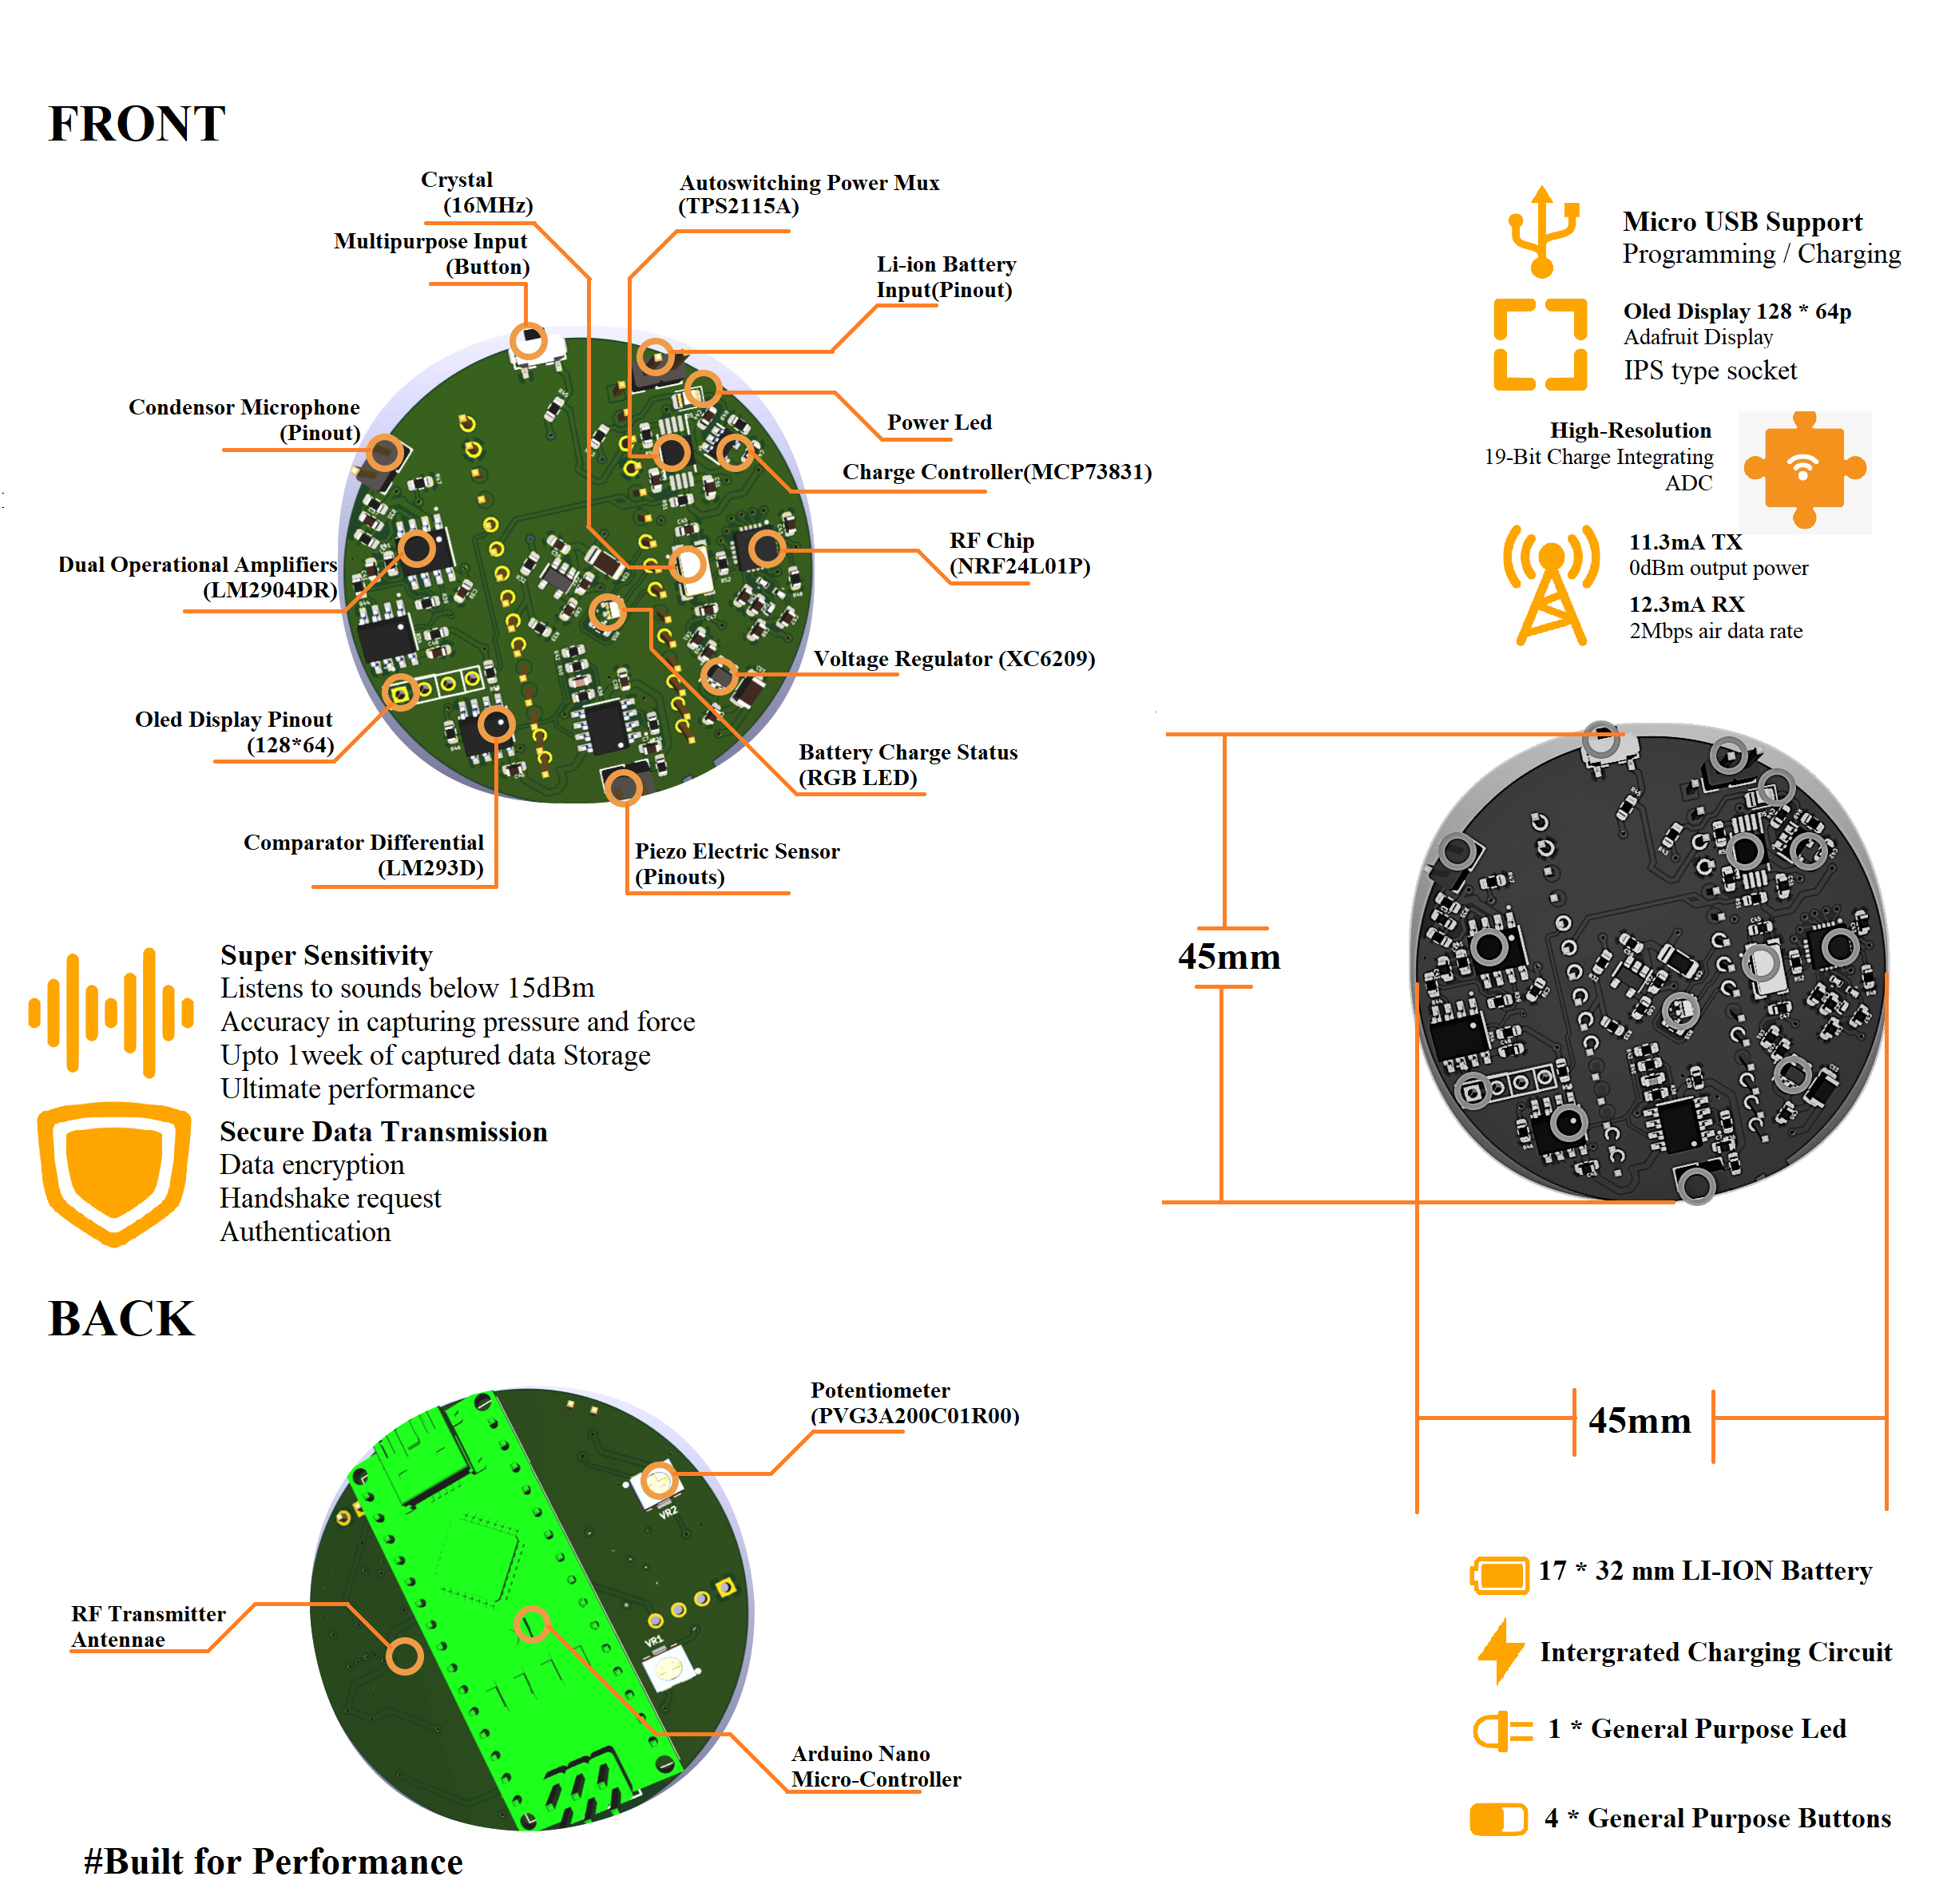 FRONT
Crystal
(16MHz)
Multipurpose Input
(Button)
Autoswitching Power Mux
(TPS2115A)
Li-ion Battery
Input(Pinout)
Power Led
Charge Controller(MCP73831)
Condensor Microphone
(Pinout)
Dual Operational Amplifiers
(LM2904DR)
RF Chip
(NRF24L01P)
Voltage Regulator (XC6209)
Oled Display Pinout
(128*64)
Battery Charge Status
(RGB LED)
Comparator Differential
(LM293D)
Piezo Electric Sensor
(Pinouts)
Micro USB Support
Programming / Charging
Oled Display 128 * 64p
Adafruit Display
IPS type socket
High-Resolution
19-Bit Charge Integrating
ADC
11.3mA TX
0dBm output power
12.3mA RX
2Mbps air data rate
45mm
45mm
Super Sensitivity
Listens to sounds below 15dBm
Accuracy in capturing pressure and force
Upto 1week of captured data Storage
Ultimate performance
Secure Data Transmission
Data encryption
Handshake request
Authentication
BACK
Potentiometer
(PVG3A200C01R00)
VR2
VR1
RF Transmitter
Antennae
Arduino Nano
Micro-Controller
17 * 32 mm LI-ION Battery
Intergrated Charging Circuit
1 * General Purpose Led
4 * General Purpose Buttons
#Built for Performance